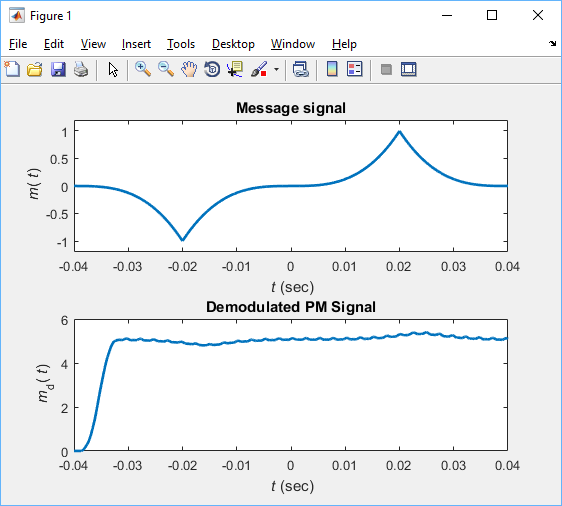 Figure 1
File Edit View Insert Tools Desktop Window Help
Message signal
m( t)
1
0.5
0
-0.5
-1
-0.04 -0.03 -0.02 -0.01 0 0.01 0.02 0.03 0.04
t (sec)
Demodulated PM Signal
m_d( t)
6
4
2
0
-0.04 -0.03 -0.02 -0.01 0 0.01 0.02 0.03 0.04
t (sec)